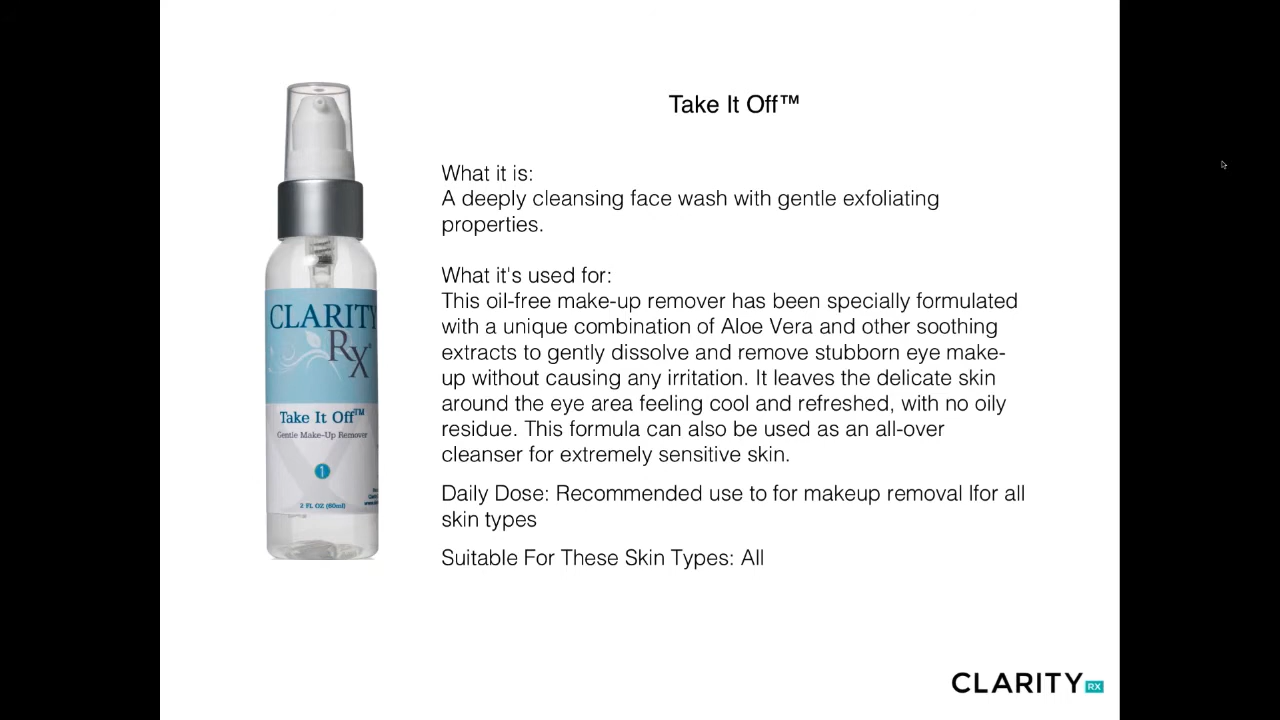 Take It Off™
What it is:
A deeply cleansing face wash with gentle exfoliating
properties.
What it's used for:
This oil-free make-up remover has been specially formulated
with a unique combination of Aloe Vera and other soothing
extracts to gently dissolve and remove stubborn eye make-
up without causing any irritation. It leaves the delicate skin
around the eye area feeling cool and refreshed, with no oily
residue. This formula can also be used as an all-over
cleanser for extremely sensitive skin.
Daily Dose: Recommended use to for makeup removal lfor all
skin types
Suitable For These Skin Types: All
CLARITY
RX
Take It Off™
Gentle Make-Up Remover
1
2 FL OZ (60ml)
CLARITY RX